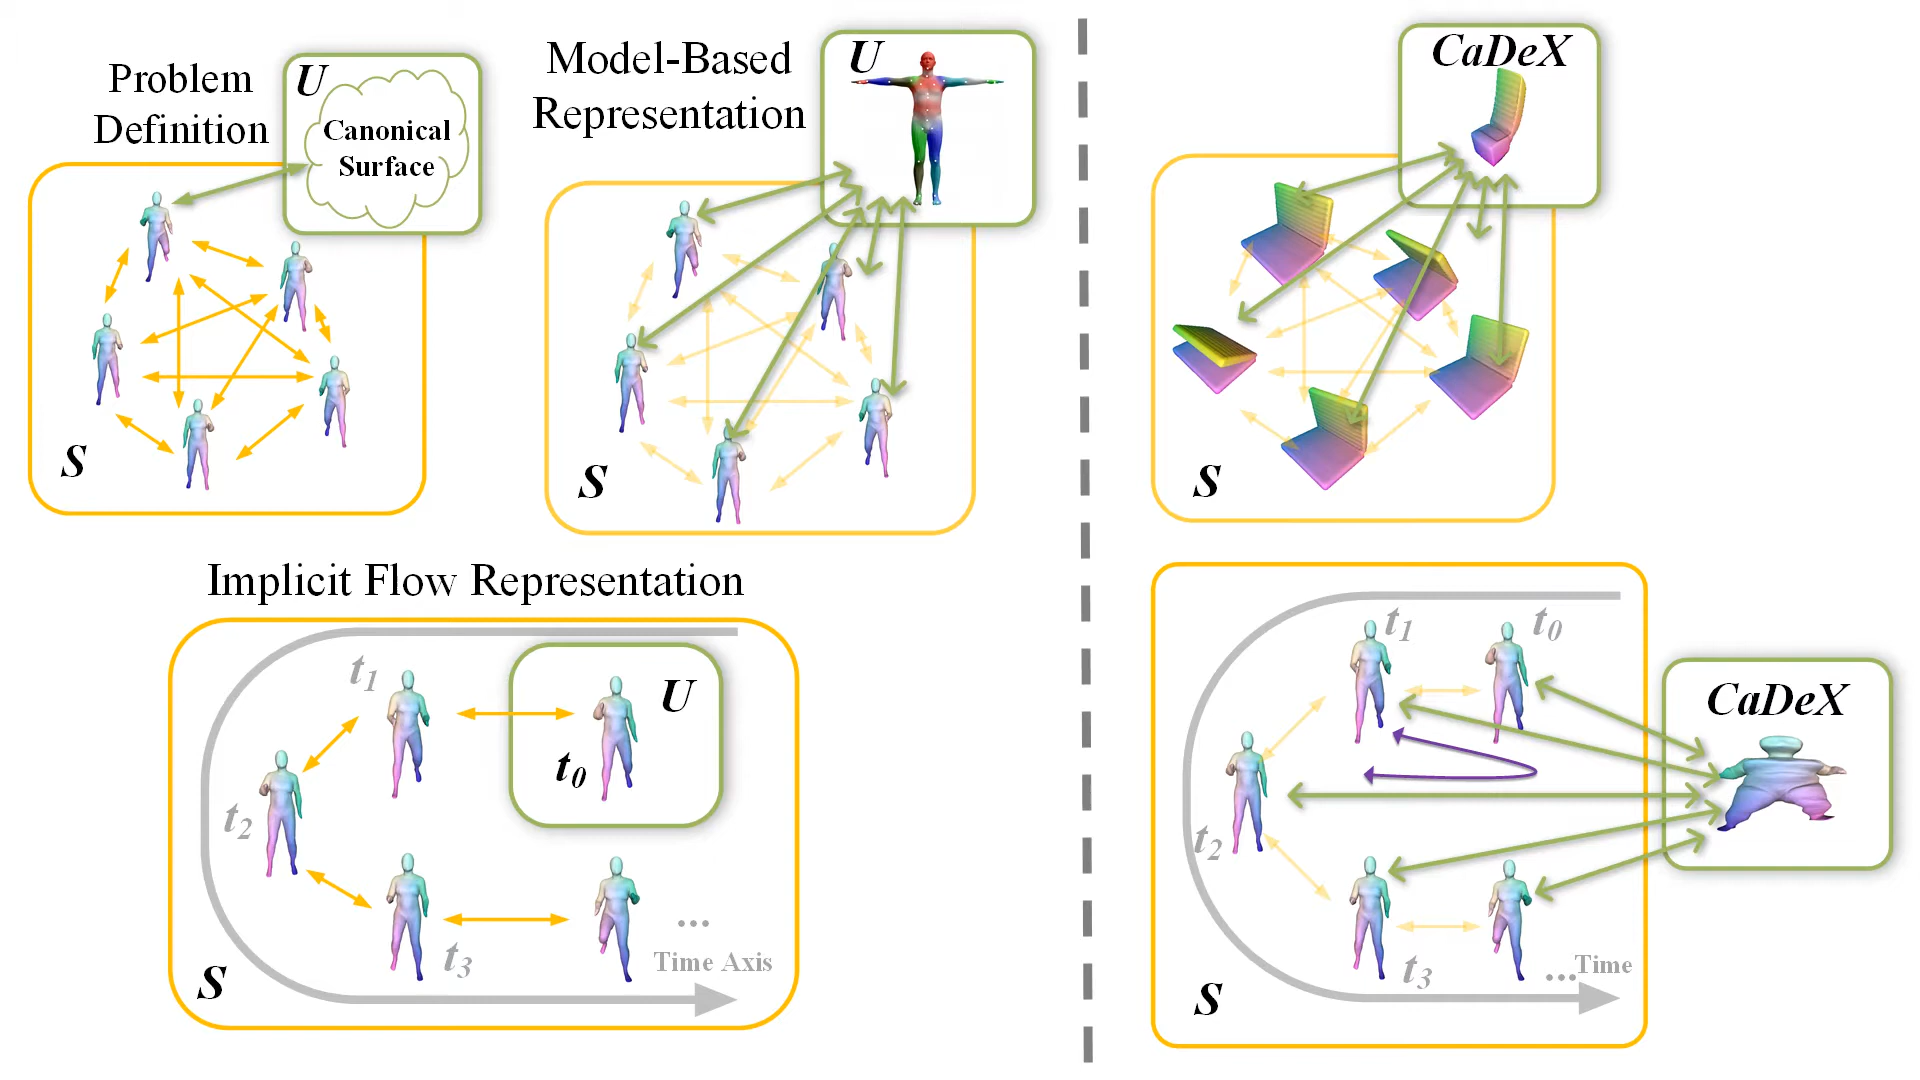 Problem
Definition
U
Canonical
Surface
S
Model-Based
Representation
U
S
CaDeX
S
Implicit Flow Representation
t1
U
t0
t2
t3
...
Time Axis
S
t1
t0
CaDeX
t2
t3
...Time
S